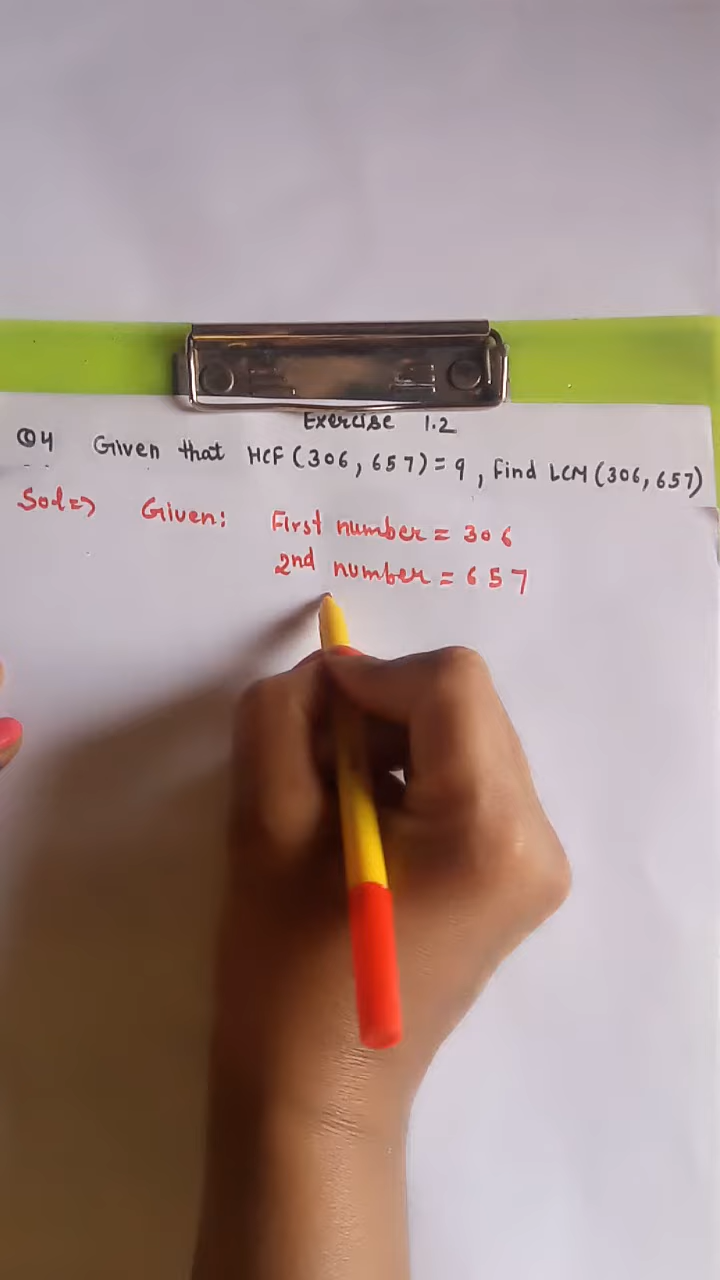 Exercise 1.2
Q4 Given that HCF (306, 657) = 9, Find LCM (306, 657)
Sol => Given: First number = 306
2nd number = 657